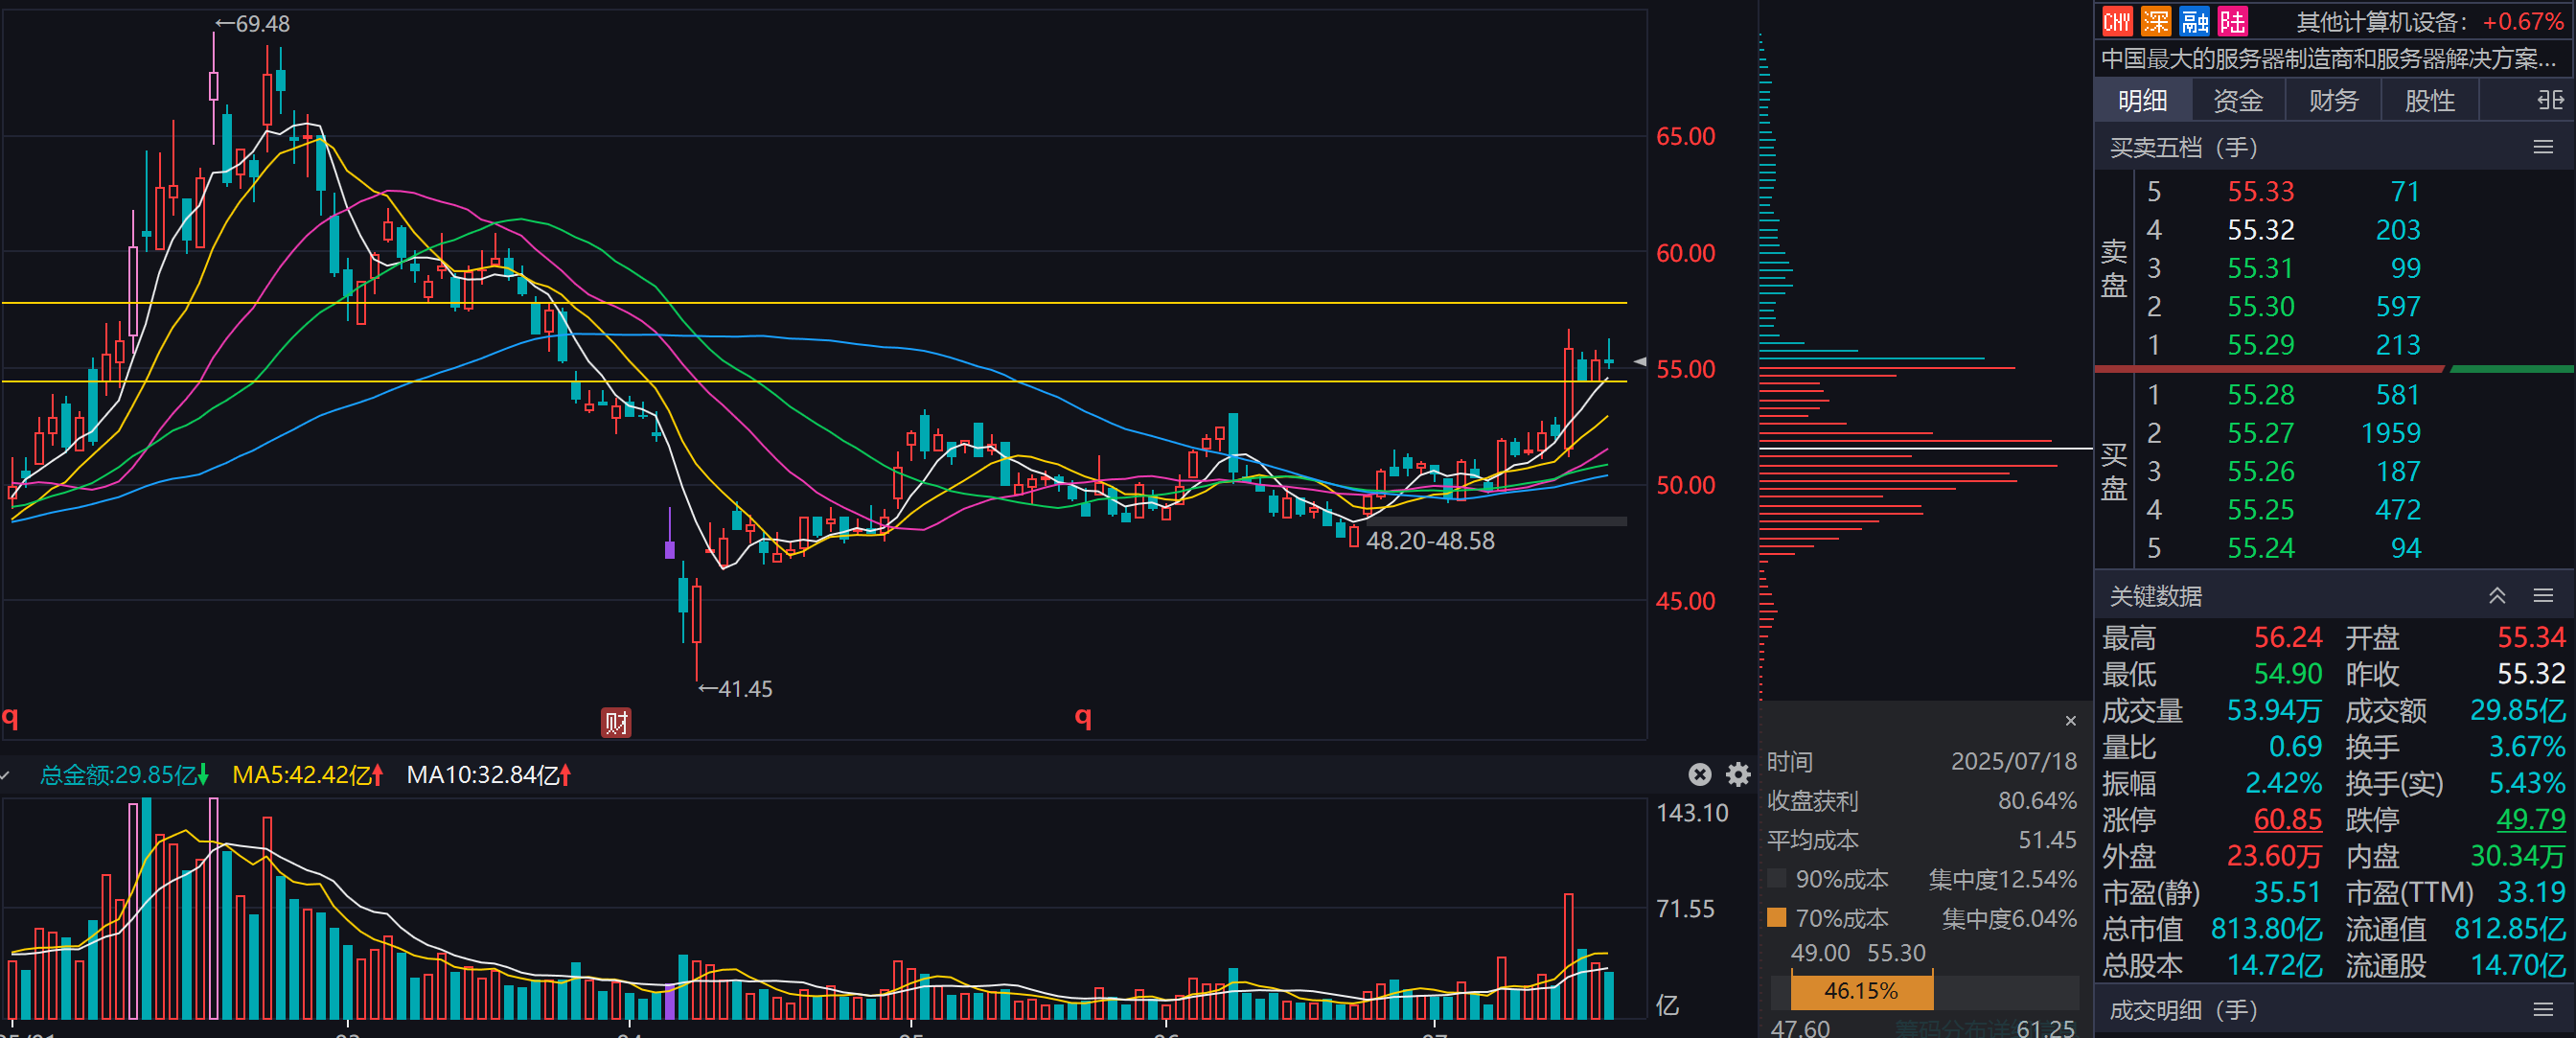 ←69.48
65.00
60.00
55.00
50.00
45.00
48.20-48.58
←41.45
q
财
q
总金额:29.85亿↓ MA5:42.42亿↑ MA10:32.84亿↑
143.10
71.55
亿
时间 2025/07/18
收盘获利 80.64%
平均成本 51.45
90%成本 集中度12.54%
70%成本 集中度6.04%
49.00 55.30
46.15%
47.60 61.25
CNY 深 融 陆 其他计算机设备: +0.67%
中国最大的服务器制造商和服务器解决方案...
明细 资金 财务 股性
买卖五档 (手)
卖盘
5 55.33 71
4 55.32 203
3 55.31 99
2 55.30 597
1 55.29 213
买盘
1 55.28 581
2 55.27 1959
3 55.26 187
4 55.25 472
5 55.24 94
关键数据
最高 56.24 开盘 55.34
最低 54.90 昨收 55.32
成交量 53.94万 成交额 29.85亿
量比 0.69 换手 3.67%
振幅 2.42% 换手(实) 5.43%
涨停 60.85 跌停 49.79
外盘 23.60万 内盘 30.34万
市盈(静) 35.51 市盈(TTM) 33.19
总市值 813.80亿 流通值 812.85亿
总股本 14.72亿 流通股 14.70亿
成交明细 (手)